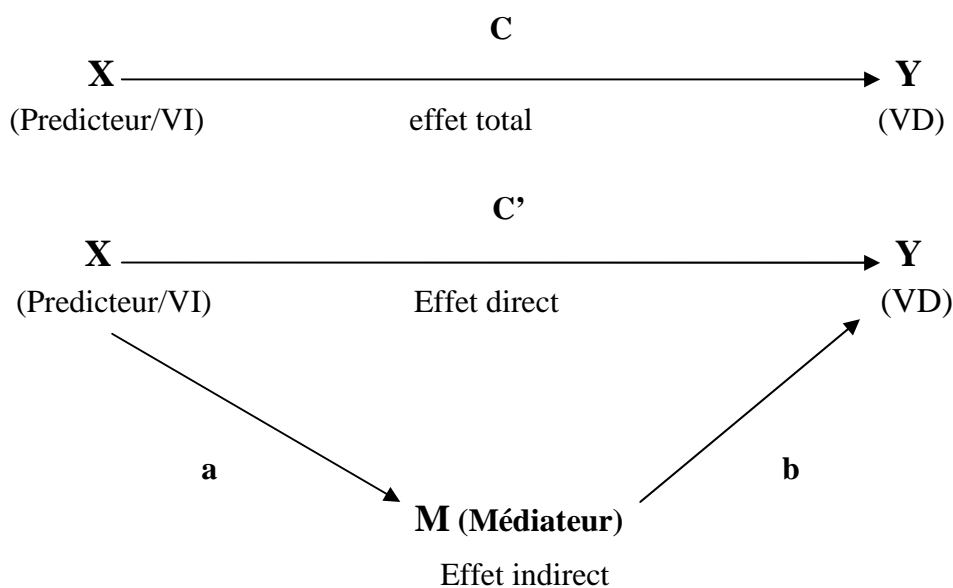 C
X Y
(Predicteur/VI) effet total (VD)
C’
X Y
(Predicteur/VI) Effet direct (VD)
a b
M (Médiateur)
Effet indirect